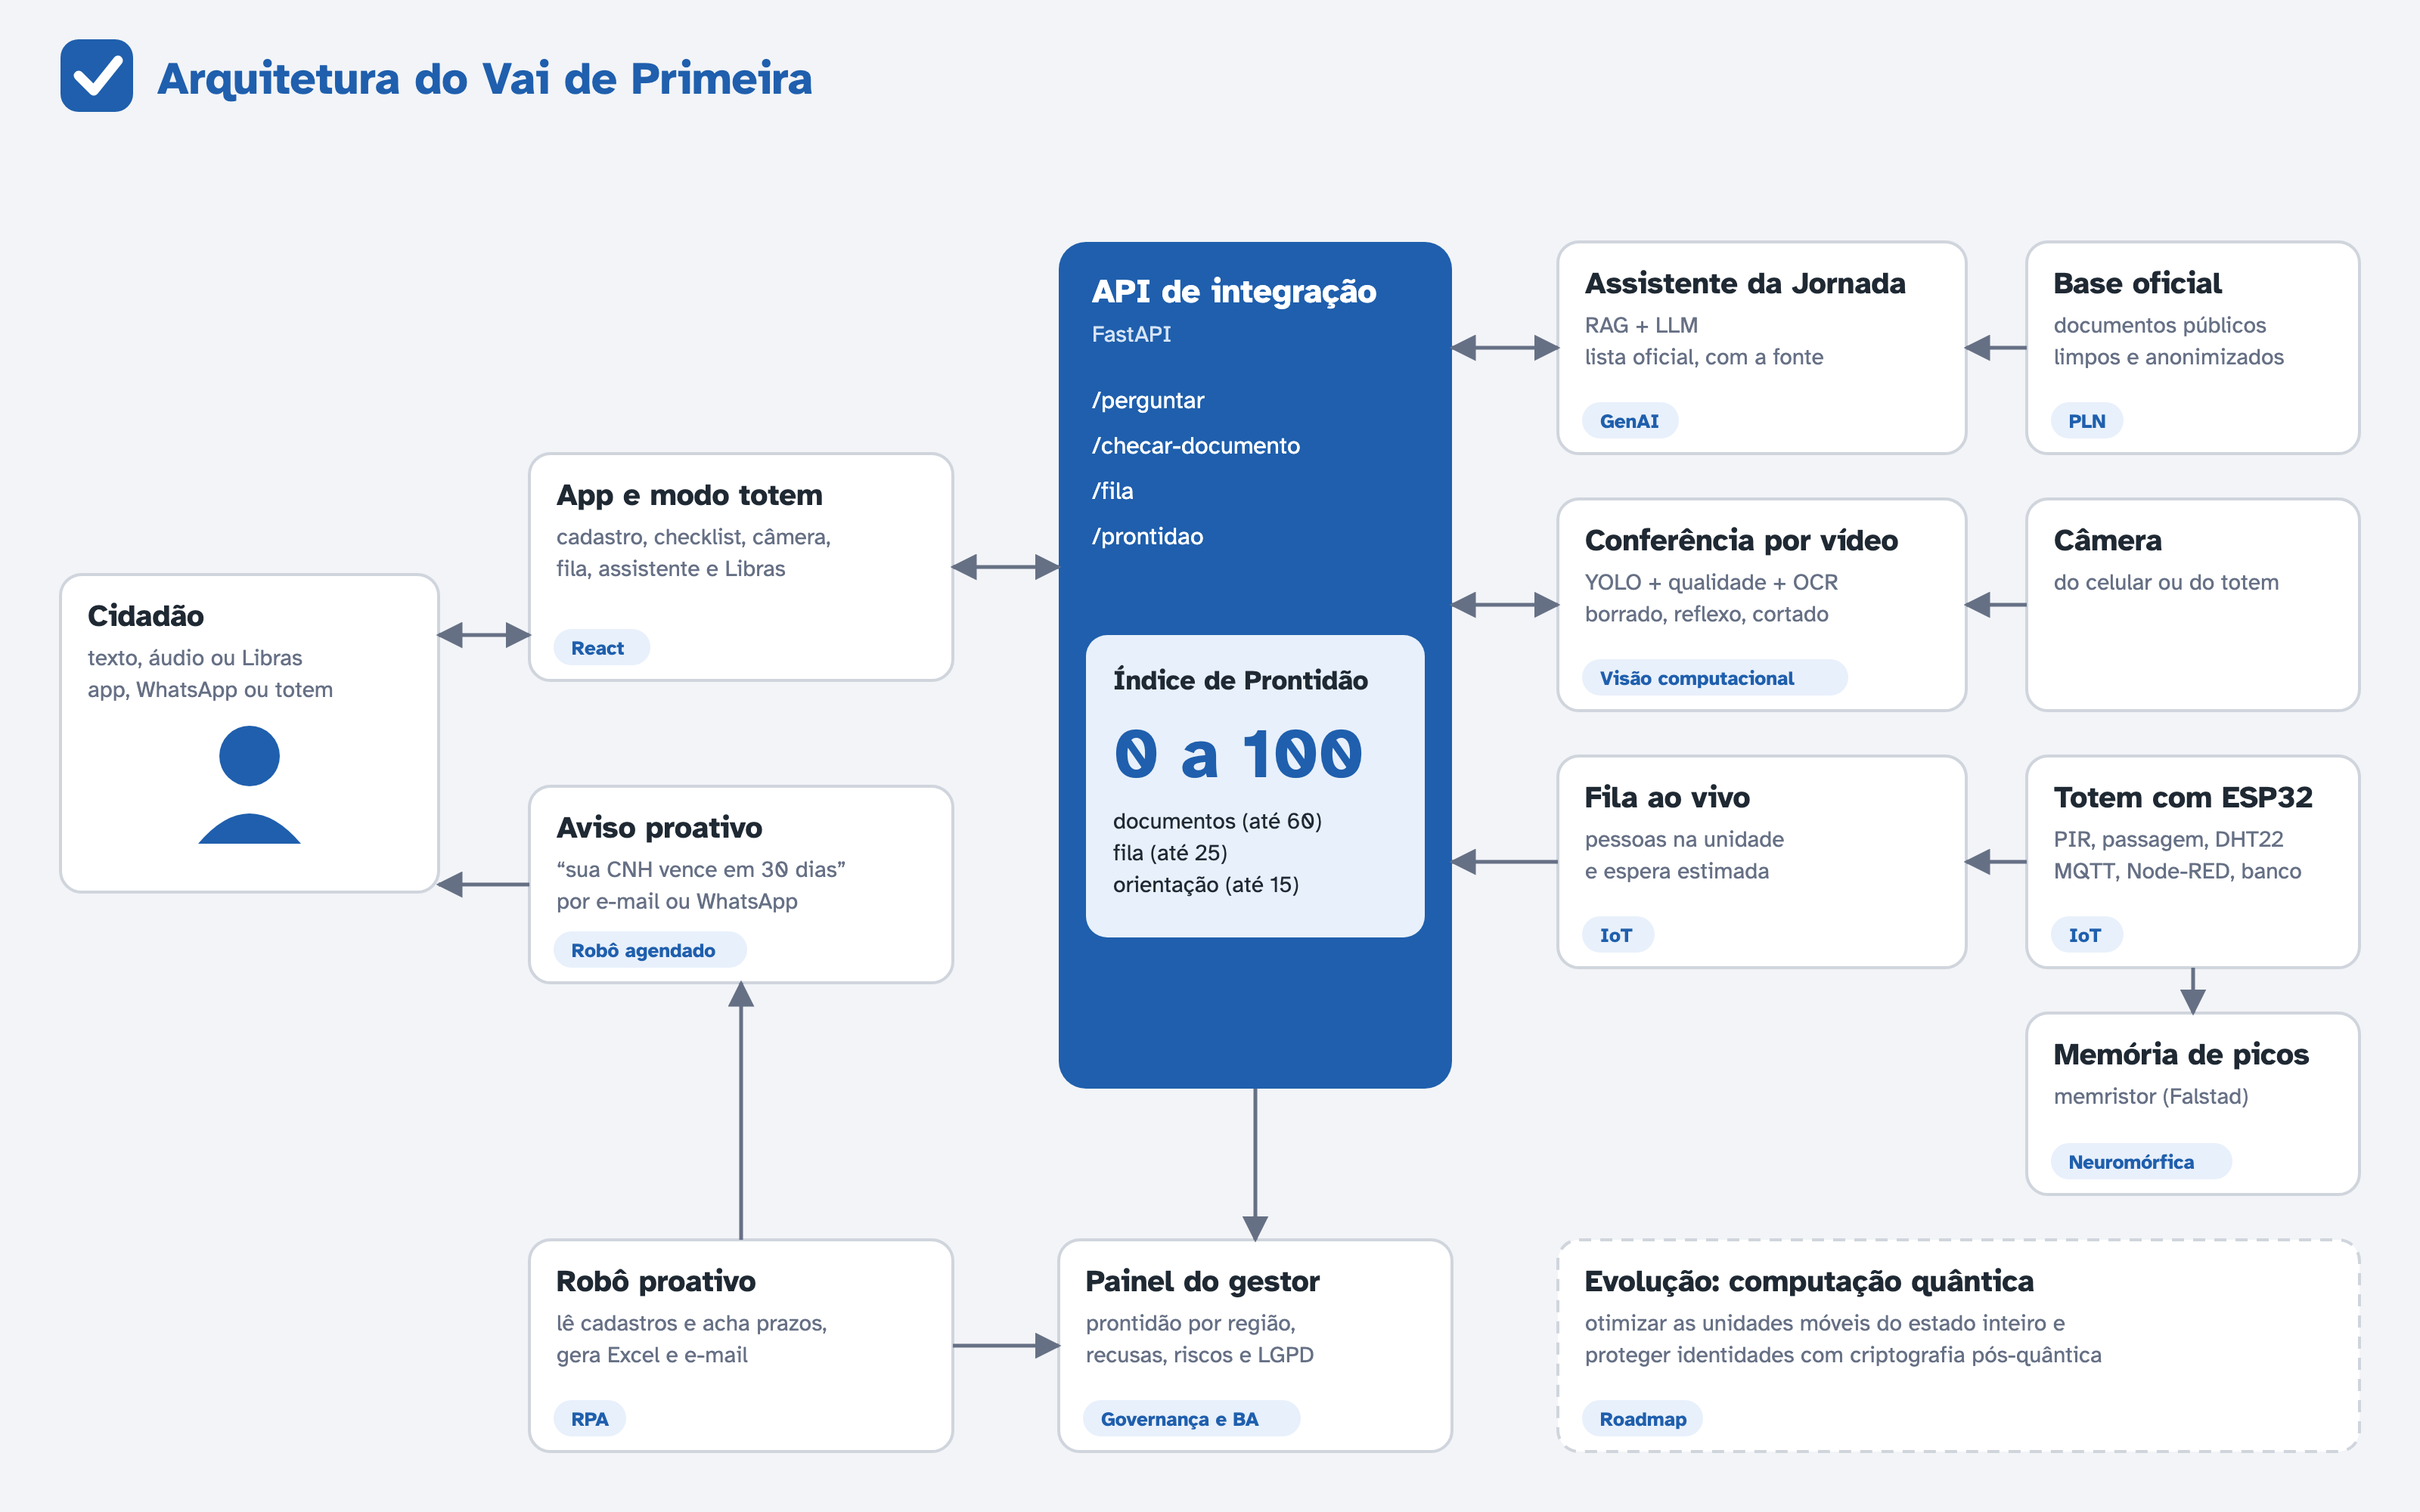 Arquitetura do Vai de Primeira
Cidadão
texto, áudio ou Libras
app, WhatsApp ou totem
App e modo totem
cadastro, checklist, câmera,
fila, assistente e Libras
React
Aviso proativo
“sua CNH vence em 30 dias”
por e-mail ou WhatsApp
Robô agendado
Robô proativo
lê cadastros e acha prazos,
gera Excel e e-mail
RPA
API de integração
FastAPI
/perguntar
/checar-documento
/fila
/prontidao
Índice de Prontidão
0 a 100
documentos (até 60)
fila (até 25)
orientação (até 15)
Painel do gestor
prontidão por região,
recusas, riscos e LGPD
Governança e BA
Assistente da Jornada
RAG + LLM
lista oficial, com a fonte
GenAI
Base oficial
documentos públicos
limpos e anonimizados
PLN
Conferência por vídeo
YOLO + qualidade + OCR
borrado, reflexo, cortado
Visão computacional
Câmera
do celular ou do totem
Fila ao vivo
pessoas na unidade
e espera estimada
IoT
Totem com ESP32
PIR, passagem, DHT22
MQTT, Node-RED, banco
IoT
Memória de picos
memristor (Falstad)
Neuromórfica
Evolução: computação quântica
otimizar as unidades móveis do estado inteiro e
proteger identidades com criptografia pós-quântica
Roadmap